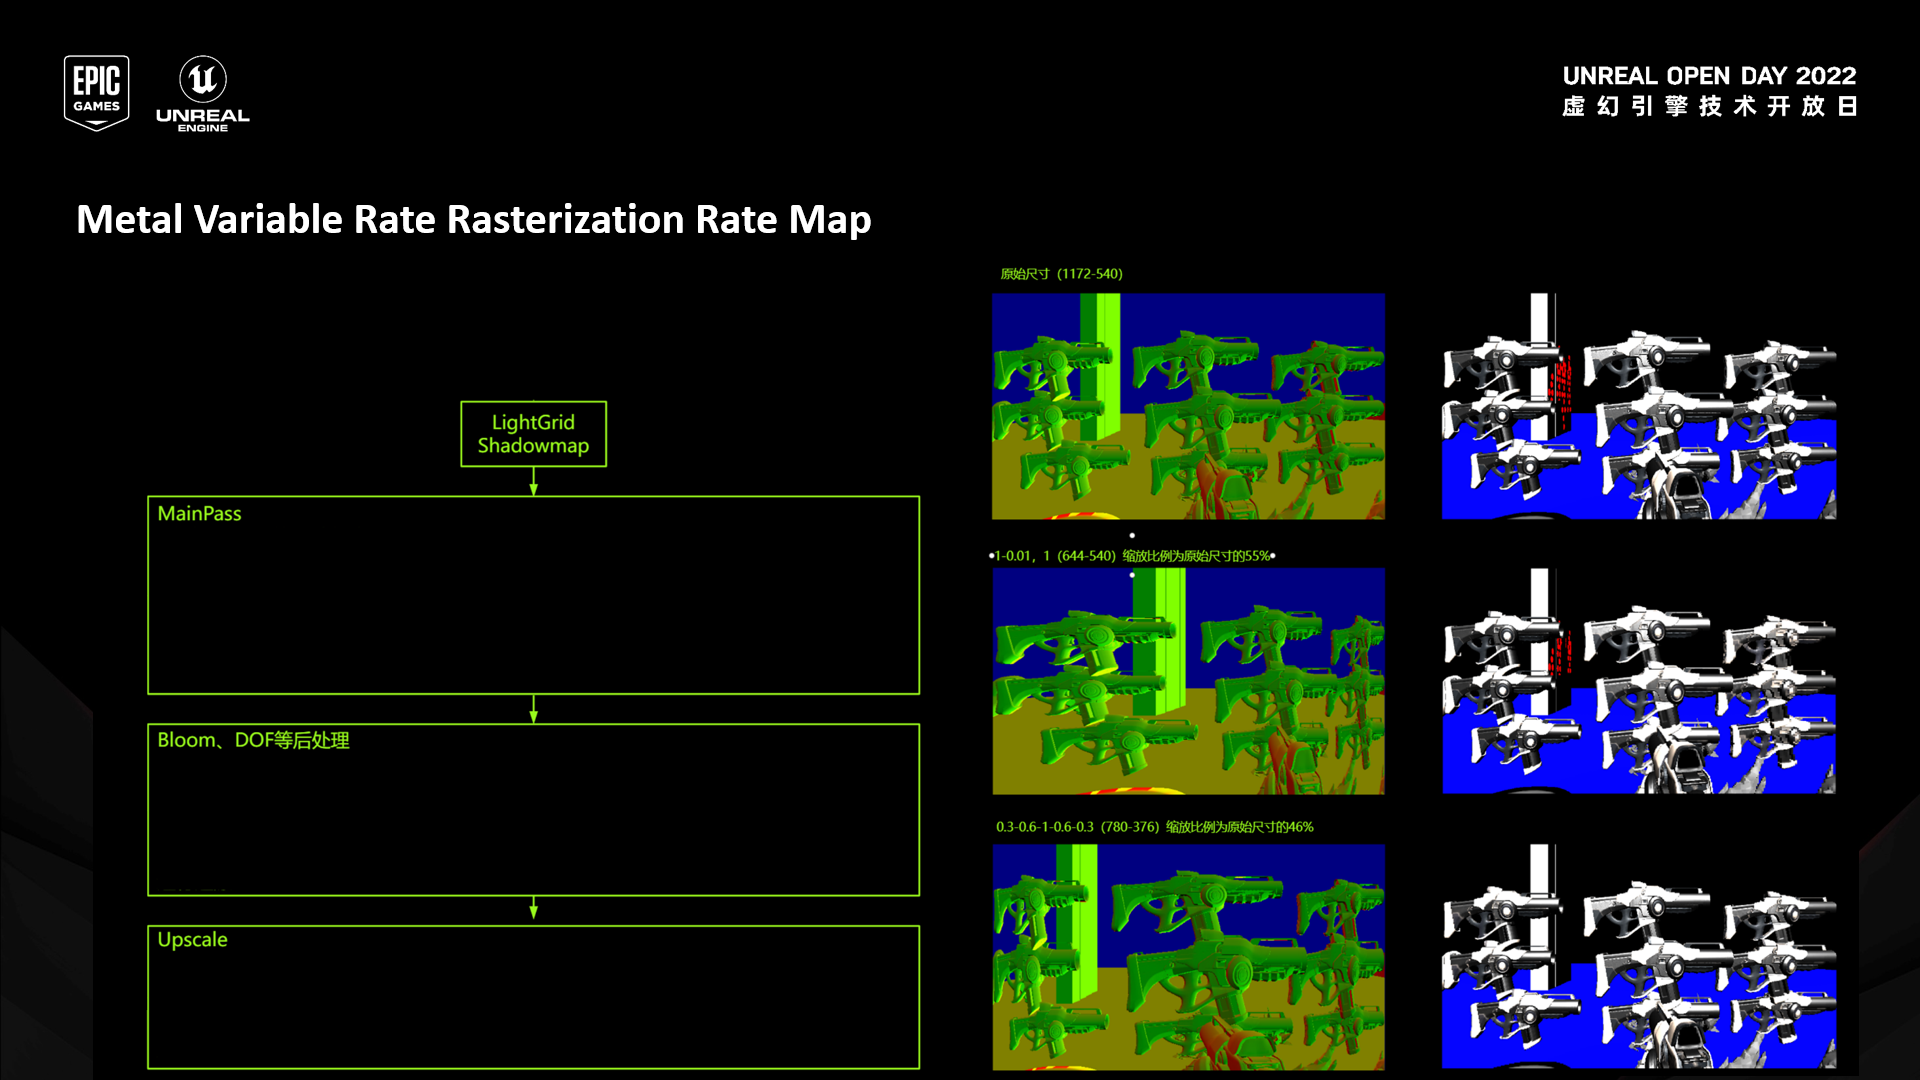 EPIC
GAMES
UNREAL
ENGINE
UNREAL OPEN DAY 2022
虚幻引擎技术开放日
Metal Variable Rate Rasterization Rate Map
LightGrid
Shadowmap
MainPass
Bloom、DOF等后处理
Upscale
原始尺寸（1172-540）
1-0.01，1（644-540）缩放比例为原始尺寸的55%
0.3-0.6-1-0.6-0.3（780-376）缩放比例为原始尺寸的46%